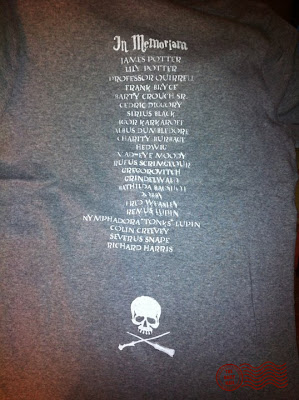 In Memoriam
JAMES POTTER
LILY POTTER
PROFESSOR QUIRRELL
FRANK BRYCE
BARTY CROUCH SR.
CEDRIC DIGGORY
SIRIUS BLACK
IGOR KARKAROFF
ALBUS DUMBLEDORE
CHARITY BURBAGE
HEDWIG
MAD-EYE MOODY
RUFUS SCRIMGEOUR
GREGOROVITCH
GRINDELWALD
BATHILDA BAGSHOT
DOBBY
FRED WEASLEY
REMUS LUPIN
NYMPHADORA "TONKS" LUPIN
COLIN CREEVEY
SEVERUS SNAPE
RICHARD HARRIS